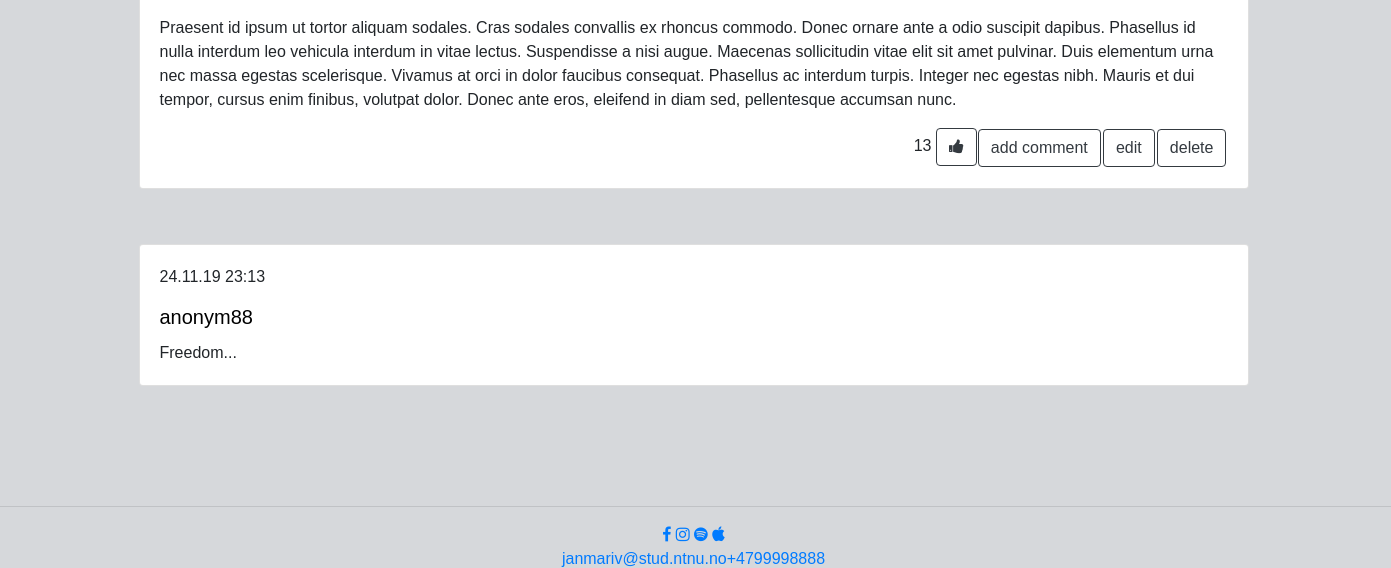 Praesent id ipsum ut tortor aliquam sodales. Cras sodales convallis ex rhoncus commodo. Donec ornare ante a odio suscipit dapibus. Phasellus id
nulla interdum leo vehicula interdum in vitae lectus. Suspendisse a nisi augue. Maecenas sollicitudin vitae elit sit amet pulvinar. Duis elementum urna
nec massa egestas scelerisque. Vivamus at orci in dolor faucibus consequat. Phasellus ac interdum turpis. Integer nec egestas nibh. Mauris et dui
tempor, cursus enim finibus, volutpat dolor. Donec ante eros, eleifend in diam sed, pellentesque accumsan nunc.
13 add comment edit delete
24.11.19 23:13
anonym88
Freedom...
janmariv@stud.ntnu.no+4799998888